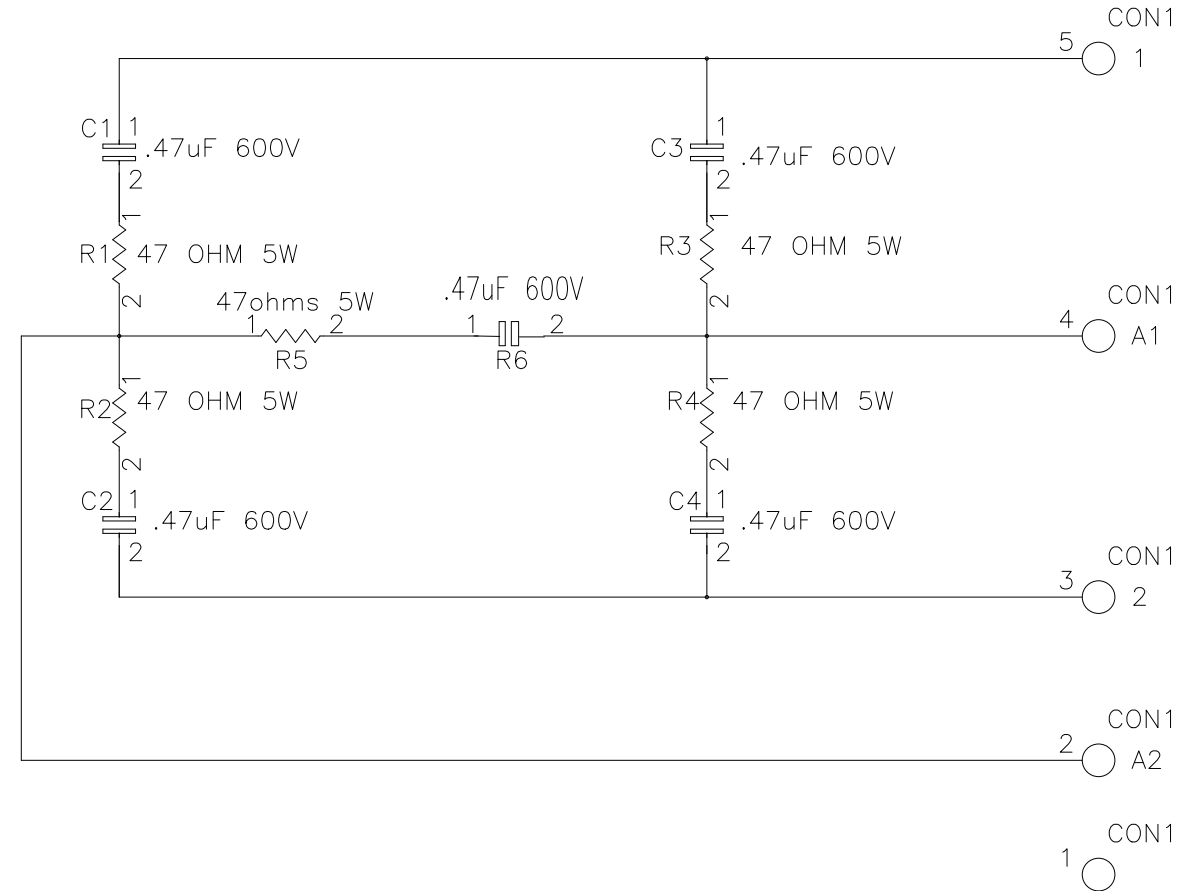 CON1
5
1
C1 1
.47uF 600V
2
C3
1
.47uF 600V
2
1
R1
47 OHM 5W
2
1
R3
47 OHM 5W
2
47ohms 5W
1
2
R5
.47uF 600V
1
2
R6
CON1
4
A1
1
R2
47 OHM 5W
2
1
R4
47 OHM 5W
2
C2 1
.47uF 600V
2
C4 1
.47uF 600V
2
CON1
3
2
CON1
2
A2
CON1
1